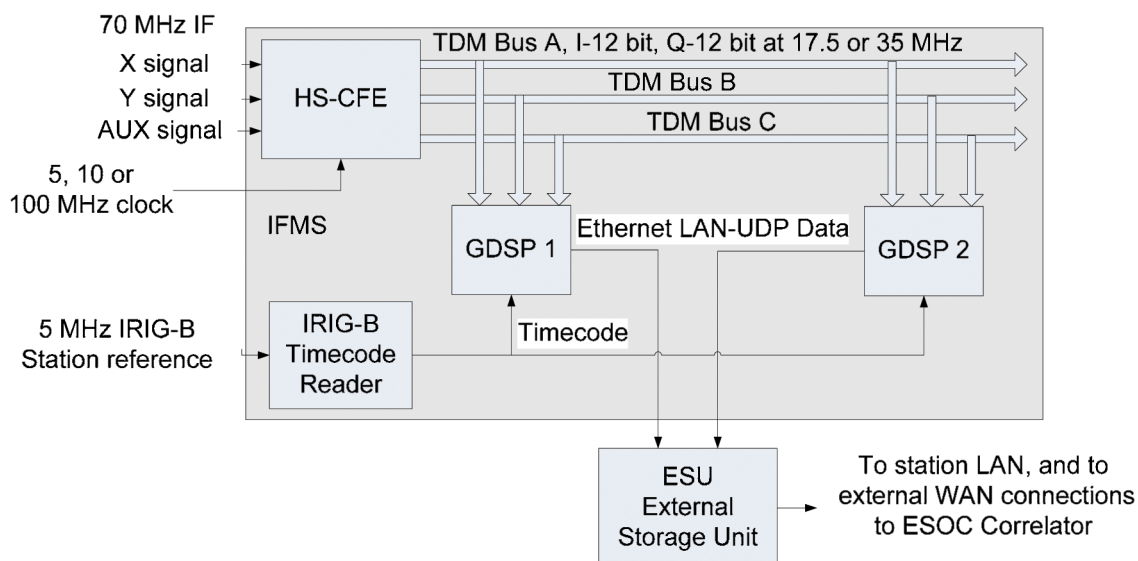 70 MHz IF
X signal
Y signal
AUX signal
5, 10 or
100 MHz clock
HS-CFE
TDM Bus A, I-12 bit, Q-12 bit at 17.5 or 35 MHz
TDM Bus B
TDM Bus C
IFMS
GDSP 1
Ethernet LAN-UDP Data
GDSP 2
5 MHz IRIG-B
Station reference
IRIG-B
Timecode
Reader
Timecode
ESU
External
Storage Unit
To station LAN, and to
external WAN connections
to ESOC Correlator